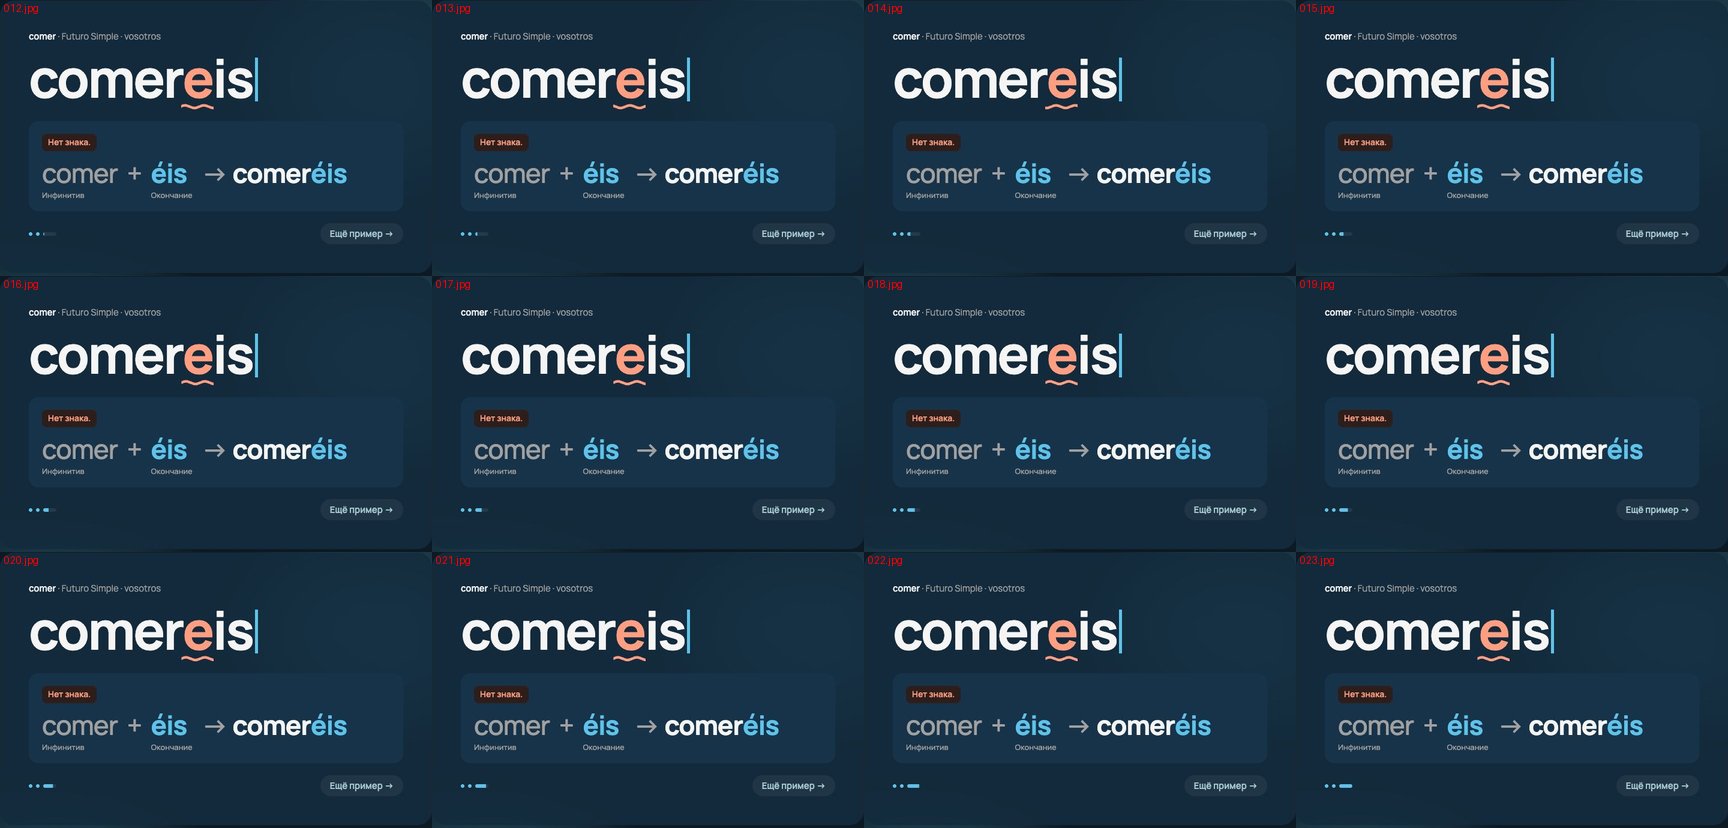 012.jpg
comer · Futuro Simple · vosotros
comereis
Нет знака.
comer + éis → comeréis
Инфинитив Окончание
Ещё пример →
013.jpg
comer · Futuro Simple · vosotros
comereis
Нет знака.
comer + éis → comeréis
Инфинитив Окончание
Ещё пример →
014.jpg
comer · Futuro Simple · vosotros
comereis
Нет знака.
comer + éis → comeréis
Инфинитив Окончание
Ещё пример →
015.jpg
comer · Futuro Simple · vosotros
comereis
Нет знака.
comer + éis → comeréis
Инфинитив Окончание
Ещё пример →
016.jpg
comer · Futuro Simple · vosotros
comereis
Нет знака.
comer + éis → comeréis
Инфинитив Окончание
Ещё пример →
017.jpg
comer · Futuro Simple · vosotros
comereis
Нет знака.
comer + éis → comeréis
Инфинитив Окончание
Ещё пример →
018.jpg
comer · Futuro Simple · vosotros
comereis
Нет знака.
comer + éis → comeréis
Инфинитив Окончание
Ещё пример →
019.jpg
comer · Futuro Simple · vosotros
comereis
Нет знака.
comer + éis → comeréis
Инфинитив Окончание
Ещё пример →
020.jpg
comer · Futuro Simple · vosotros
comereis
Нет знака.
comer + éis → comeréis
Инфинитив Окончание
Ещё пример →
021.jpg
comer · Futuro Simple · vosotros
comereis
Нет знака.
comer + éis → comeréis
Инфинитив Окончание
Ещё пример →
022.jpg
comer · Futuro Simple · vosotros
comereis
Нет знака.
comer + éis → comeréis
Инфинитив Окончание
Ещё пример →
023.jpg
comer · Futuro Simple · vosotros
comereis
Нет знака.
comer + éis → comeréis
Инфинитив Окончание
Ещё пример →